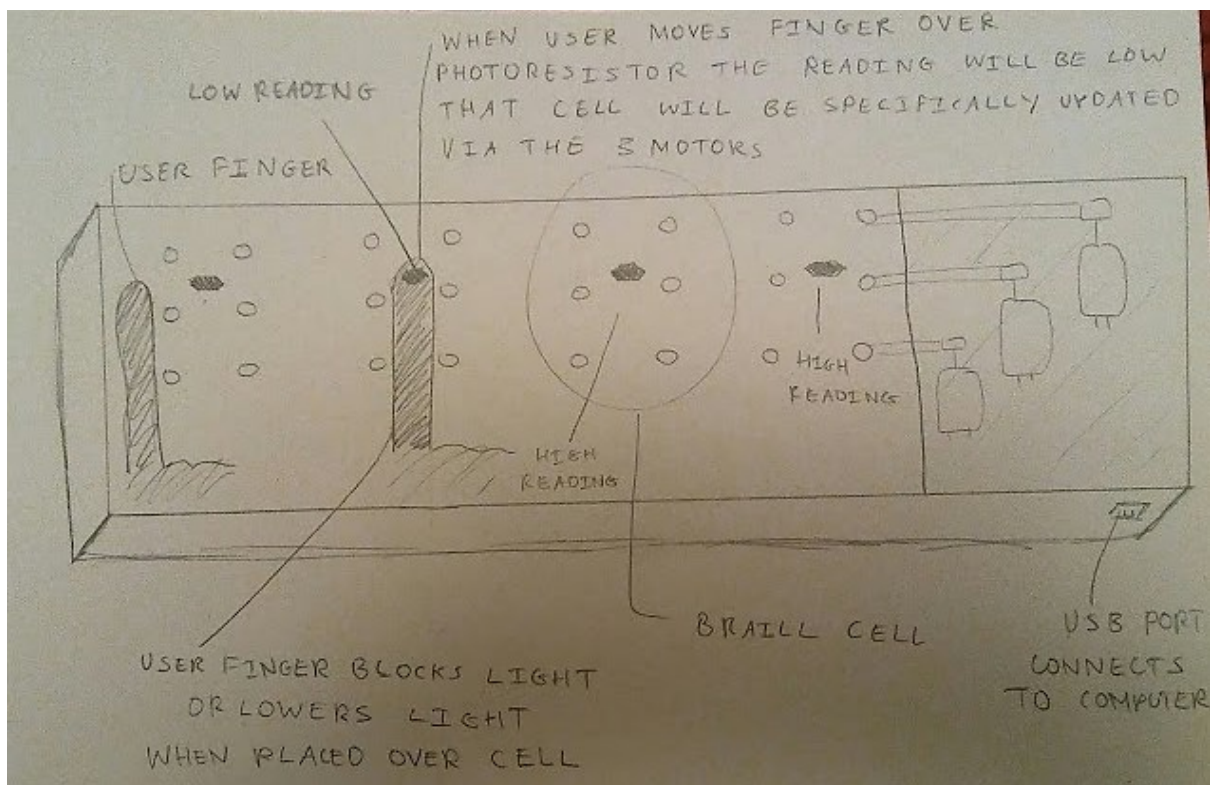 WHEN USER MOVES FINGER OVER
PHOTORESISTOR THE READING WILL BE LOW
THAT CELL WILL BE SPECIFICALLY UPDATED
VIA THE 3 MOTORS
LOW READING
USER FINGER
HIGH
READING
HIGH
READING
BRAILL CELL
USB PORT
CONNECTS
TO COMPUTER
USER FINGER BLOCKS LIGHT
OR LOWERS LIGHT
WHEN PLACED OVER CELL